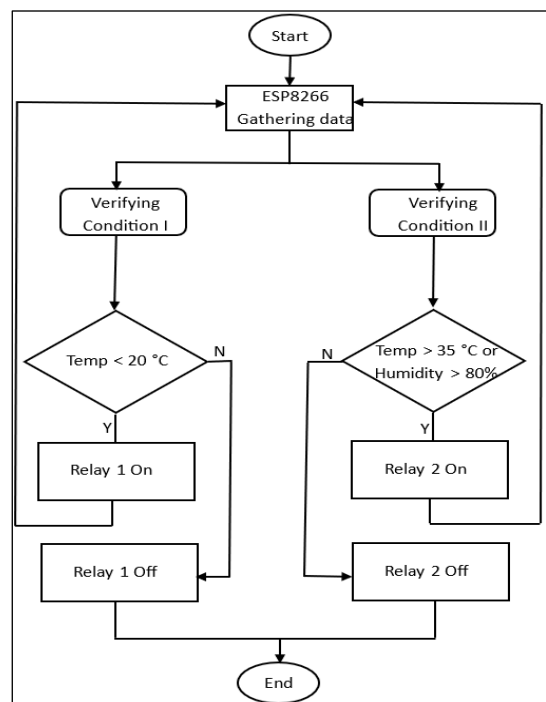 Start
ESP8266
Gathering data
Verifying
Condition I
Verifying
Condition II
Temp < 20 °C
N
Y
N
Temp > 35 °C or
Humidity > 80%
Y
Relay 1 On
Relay 2 On
Relay 1 Off
Relay 2 Off
End